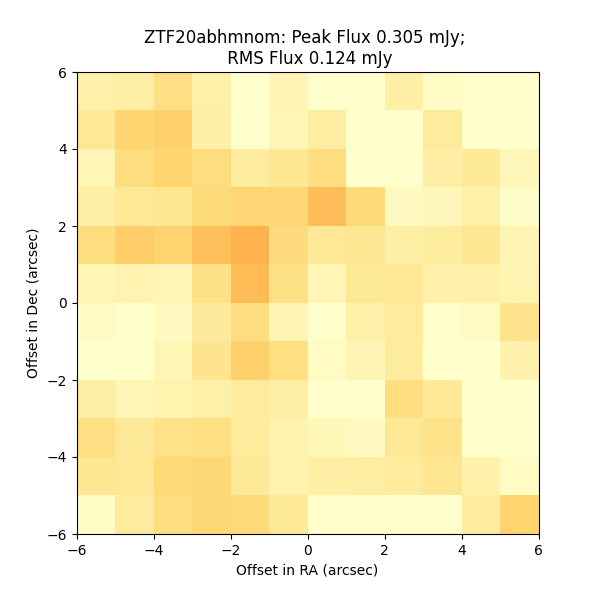 ZTF20abhmnom: Peak Flux 0.305 mJy;
RMS Flux 0.124 mJy
6
4
2
0
−2
−4
−6
Offset in Dec (arcsec)
−6 −4 −2 0 2 4 6
Offset in RA (arcsec)